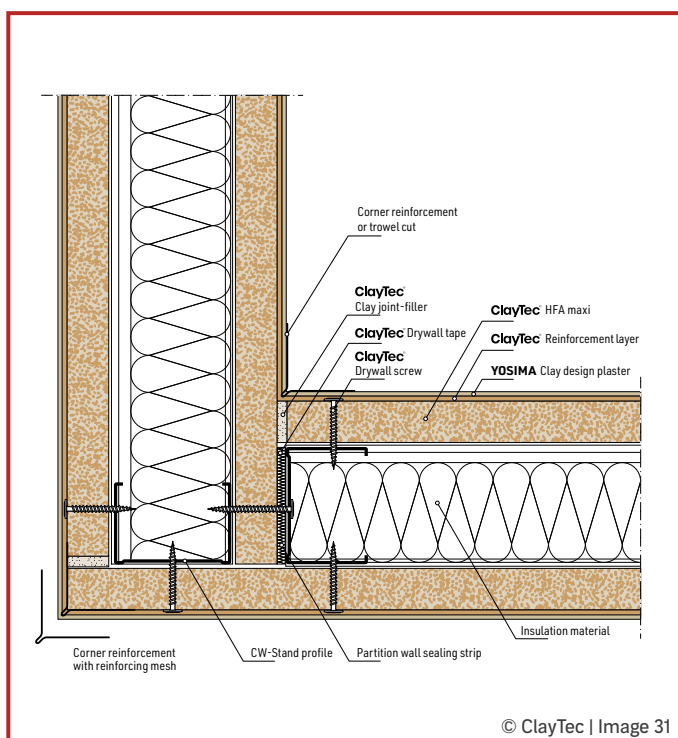 Corner reinforcement
or trowel cut
ClayTec®
Clay joint-filler
ClayTec® Drywall tape
ClayTec®
Drywall screw
ClayTec® HFA maxi
ClayTec® Reinforcement layer
YOSIMA Clay design plaster
Insulation material
Corner reinforcement
with reinforcing mesh
CW-Stand profile
Partition wall sealing strip
© ClayTec | Image 31